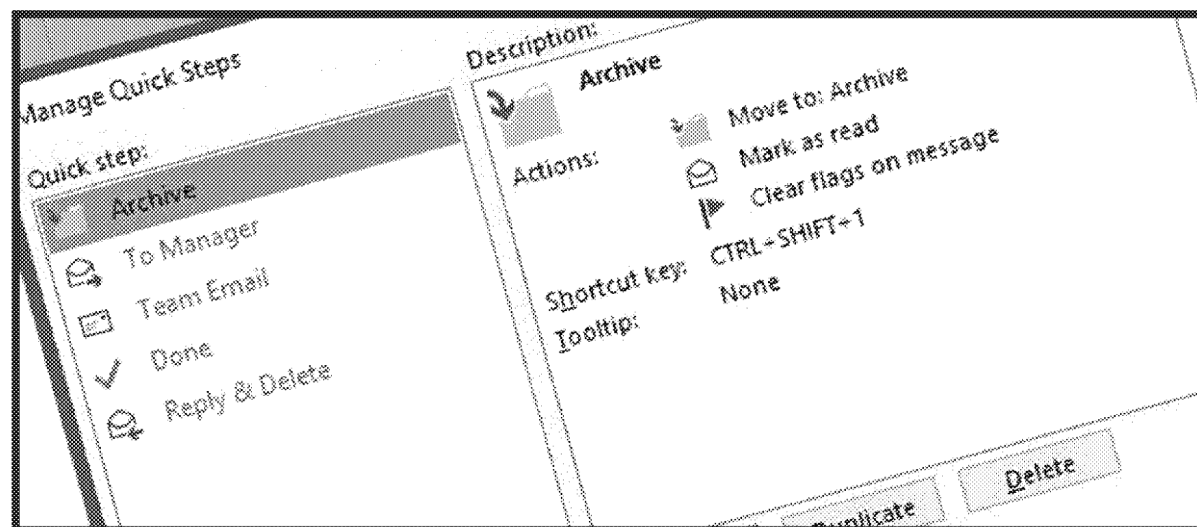 Manage Quick Steps
Quick step:
Archive
To Manager
Team Email
Done
Reply & Delete
Description:
Archive
Actions:
Move to: Archive
Mark as read
Clear flags on message
Shortcut key: CTRL+SHIFT+1
Tooltip: None
Duplicate
Delete